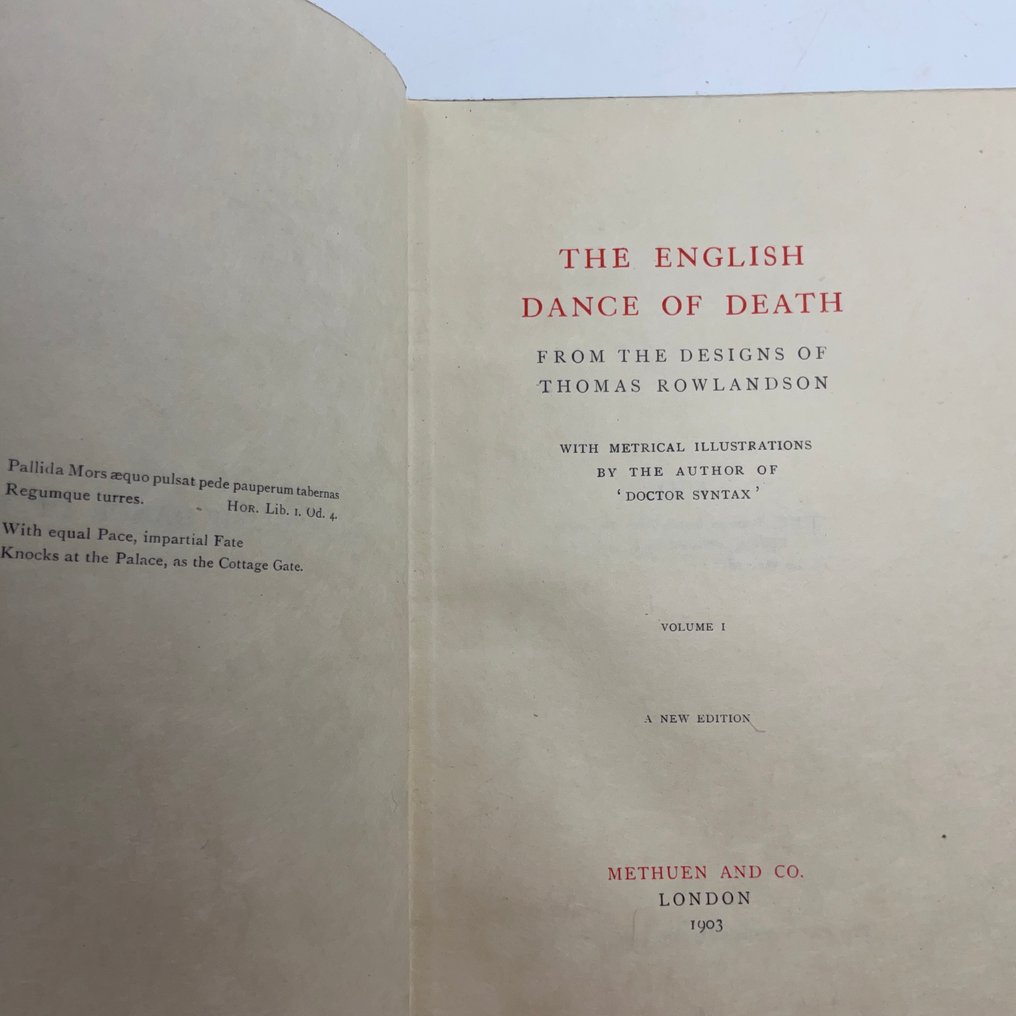 Pallida Mors æquo pulsat pede pauperum tabernas
Regumque turres.
HOR. Lib. 1. Od. 4.
With equal Pace, impartial Fate
Knocks at the Palace, as the Cottage Gate.
THE ENGLISH
DANCE OF DEATH
FROM THE DESIGNS OF
THOMAS ROWLANDSON
WITH METRICAL ILLUSTRATIONS
BY THE AUTHOR OF
‘DOCTOR SYNTAX’
VOLUME I
A NEW EDITION
METHUEN AND CO.
LONDON
1903